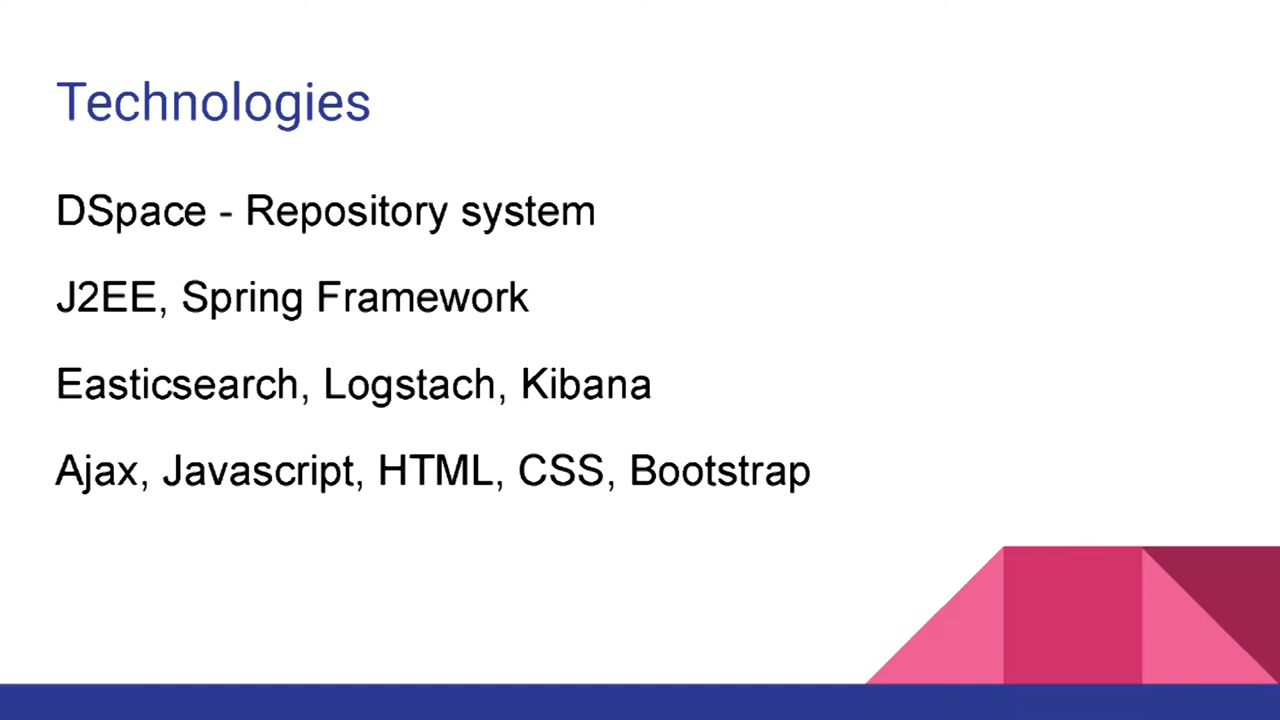 Technologies
DSpace - Repository system
J2EE, Spring Framework
Easticsearch, Logstach, Kibana
Ajax, Javascript, HTML, CSS, Bootstrap